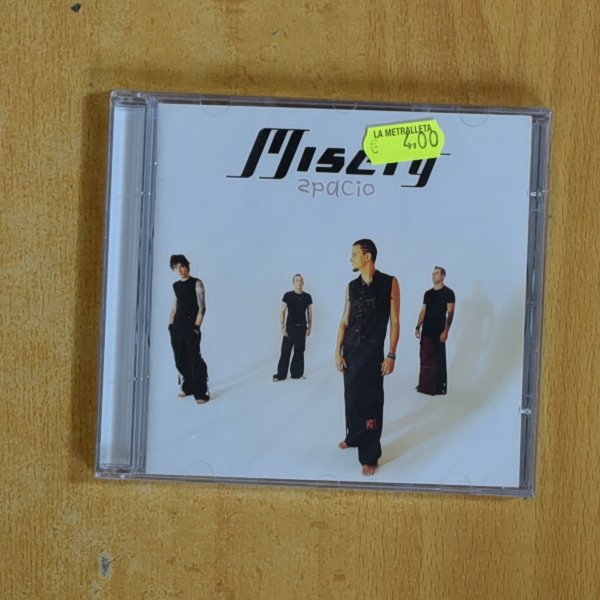 Misery
spacio
LA METRALLETA
€ 4,00